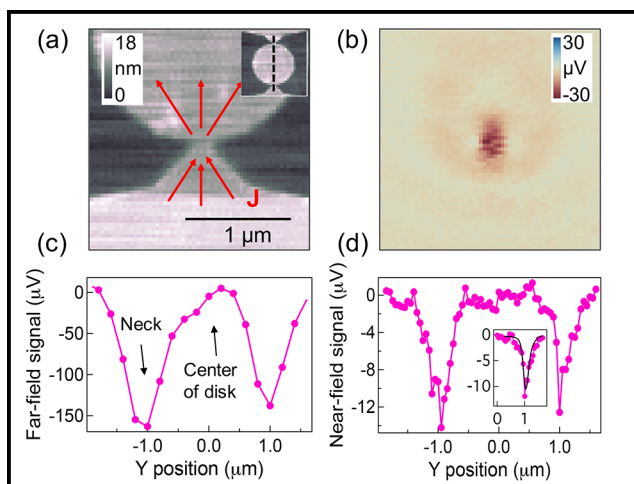 (a)
18
nm
0
J
1 μm
(b)
30
μV
-30
(c)
Far-field signal (μV)
0
-50
-100
-150
Neck
Center
of disk
-1.0
0.0
1.0
Y position (μm)
(d)
Near-field signal (μV)
0
-4
-8
-12
0
-5
-10
0
1
-1.0
0.0
1.0
Y position (μm)